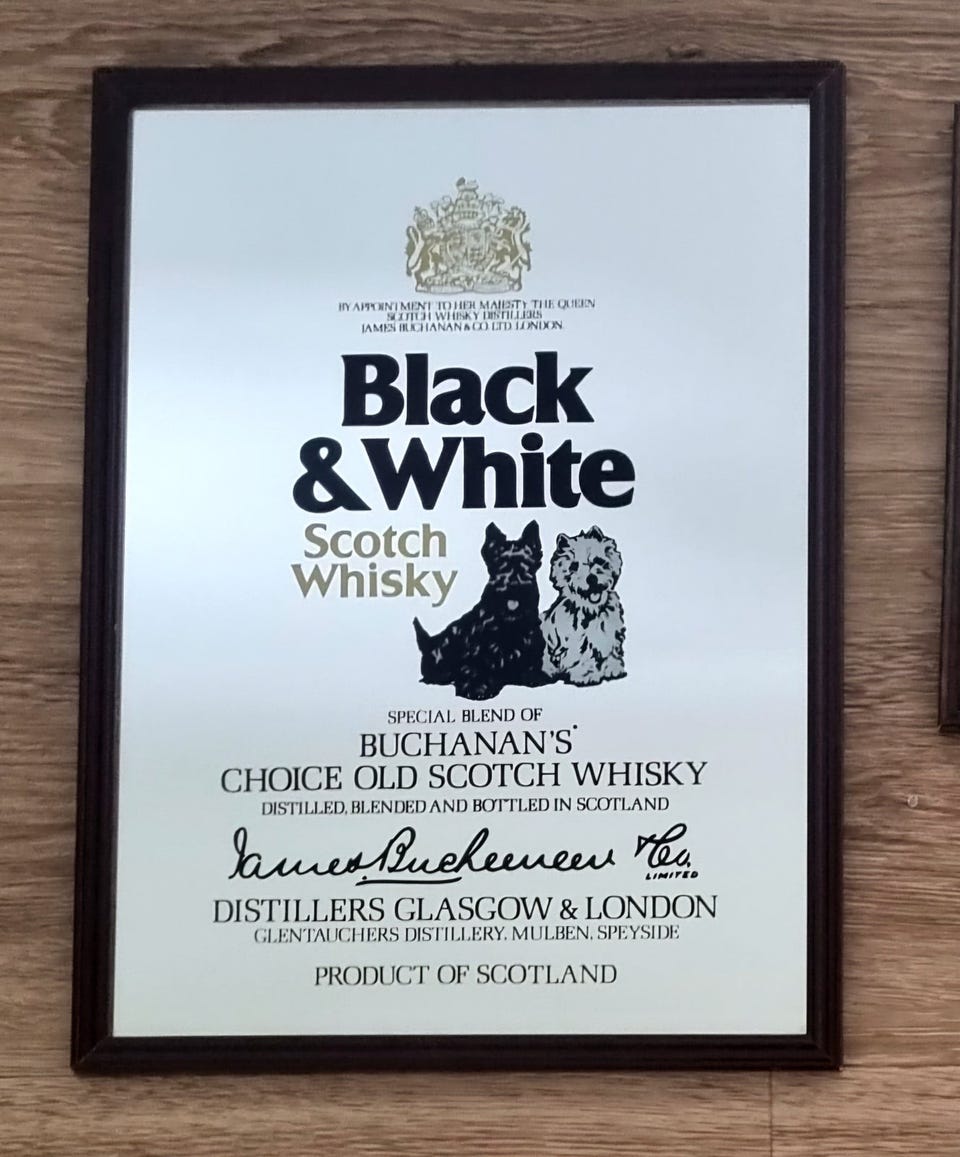 BY APPOINTMENT TO HER MAJESTY THE QUEEN
SCOTCH WHISKY DISTILLERS
JAMES BUCHANAN & CO. LTD. LONDON.
Black
& White
Scotch
Whisky
SPECIAL BLEND OF
BUCHANAN'S
CHOICE OLD SCOTCH WHISKY
DISTILLED, BLENDED AND BOTTLED IN SCOTLAND
James Buchanan & Co.
LIMITED
DISTILLERS GLASGOW & LONDON
GLENTAUCHERS DISTILLERY, MULBEN, SPEYSIDE
PRODUCT OF SCOTLAND